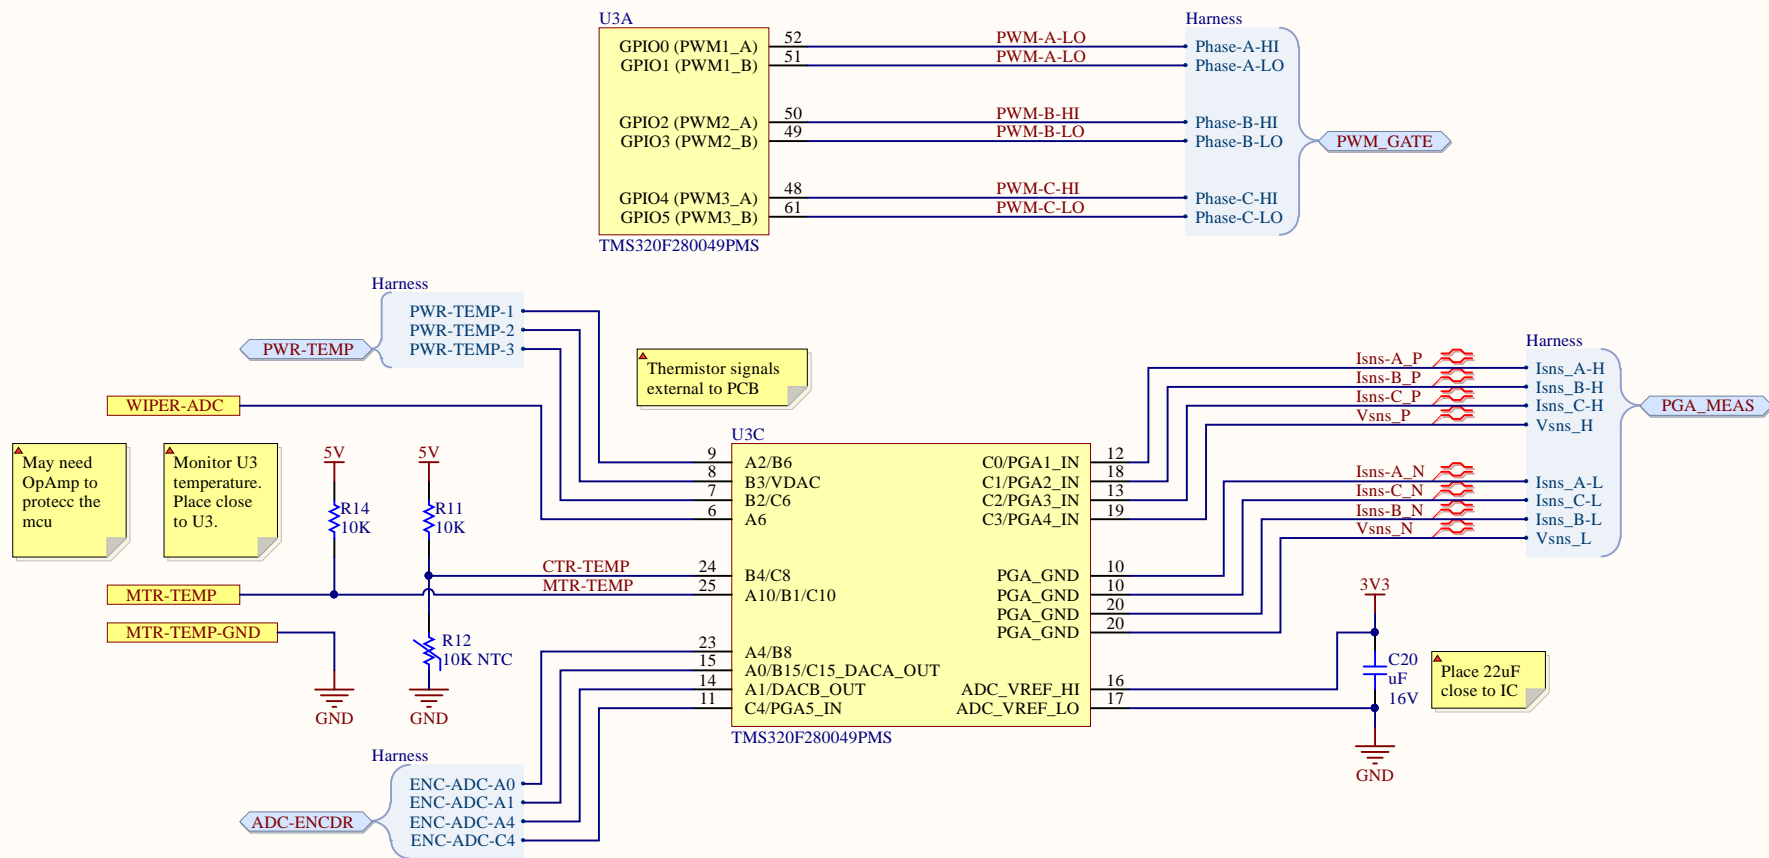 U3A
GPIO0 (PWM1_A) 52 PWM-A-LO
GPIO1 (PWM1_B) 51 PWM-A-LO
GPIO2 (PWM2_A) 50 PWM-B-HI
GPIO3 (PWM2_B) 49 PWM-B-LO
GPIO4 (PWM3_A) 48 PWM-C-HI
GPIO5 (PWM3_B) 61 PWM-C-LO
TMS320F280049PMS
Harness
Phase-A-HI
Phase-A-LO
Phase-B-HI
Phase-B-LO
Phase-C-HI
Phase-C-LO
PWM_GATE
Harness
PWR-TEMP-1
PWR-TEMP-2
PWR-TEMP-3
PWR-TEMP
WIPER-ADC
Thermistor signals
external to PCB
May need
OpAmp to
protecc the
mcu
Monitor U3
temperature.
Place close
to U3.
5V
R14
10K
5V
R11
10K
CTR-TEMP
MTR-TEMP
MTR-TEMP
MTR-TEMP-GND
R12
10K NTC
GND
GND
U3C
9 A2/B6
8 B3/VDAC
7 B2/C6
6 A6
24 B4/C8
25 A10/B1/C10
23 A4/B8
15 A0/B15/C15_DACA_OUT
14 A1/DACB_OUT
11 C4/PGA5_IN
C0/PGA1_IN 12
C1/PGA2_IN 18
C2/PGA3_IN 13
C3/PGA4_IN 19
PGA_GND 10
PGA_GND 10
PGA_GND 20
PGA_GND 20
ADC_VREF_HI 16
ADC_VREF_LO 17
TMS320F280049PMS
Isns-A_P
Isns-B_P
Isns-C_P
Vsns_P
Isns-A_N
Isns-C_N
Isns-B_N
Vsns_N
Harness
Isns_A-H
Isns_B-H
Isns_C-H
Vsns_H
Isns_A-L
Isns_C-L
Isns_B-L
Vsns_L
PGA_MEAS
3V3
C20
uF
16V
GND
Place 22uF
close to IC
Harness
ENC-ADC-A0
ENC-ADC-A1
ENC-ADC-A4
ENC-ADC-C4
ADC-ENCDR